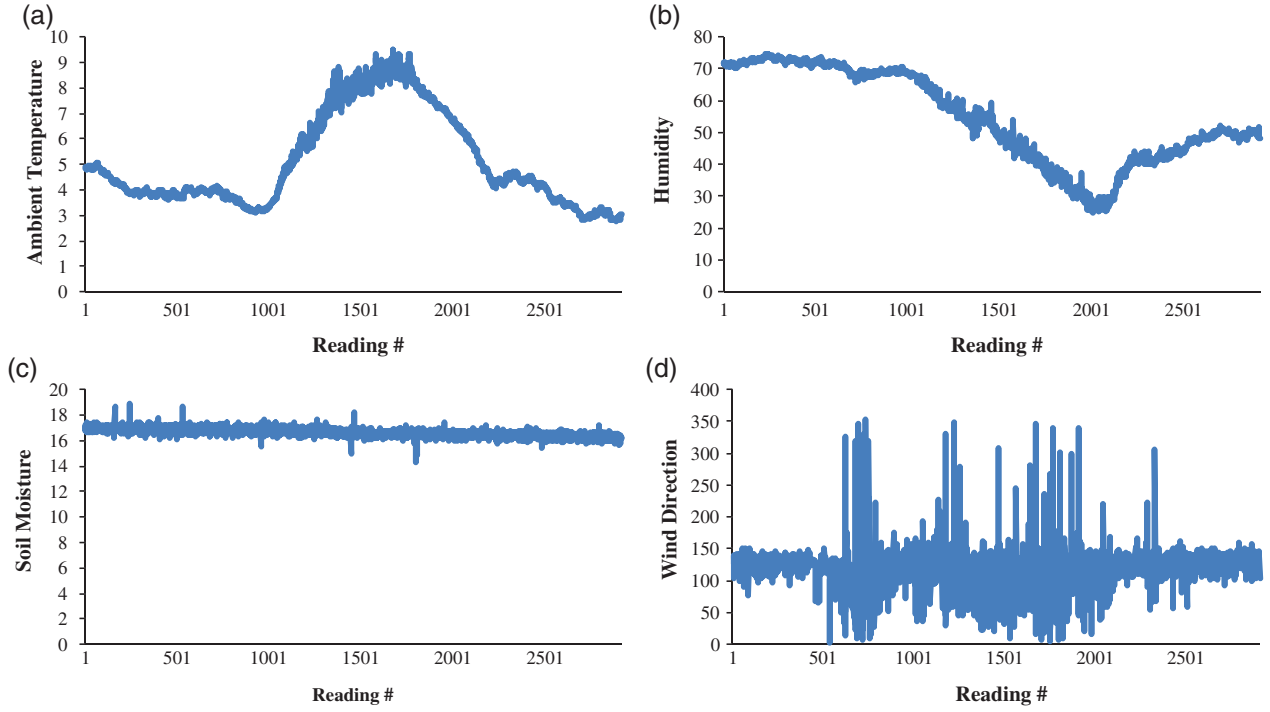 (a)
10
9
8
7
6
5
4
3
2
1
0
Ambient Temperature
1 501 1001 1501 2001 2501
Reading #
(b)
80
70
60
50
40
30
20
10
0
Humidity
1 501 1001 1501 2001 2501
Reading #
(c)
20
18
16
14
12
10
8
6
4
2
0
Soil Moisture
1 501 1001 1501 2001 2501
Reading #
(d)
400
350
300
250
200
150
100
50
0
Wind Direction
1 501 1001 1501 2001 2501
Reading #